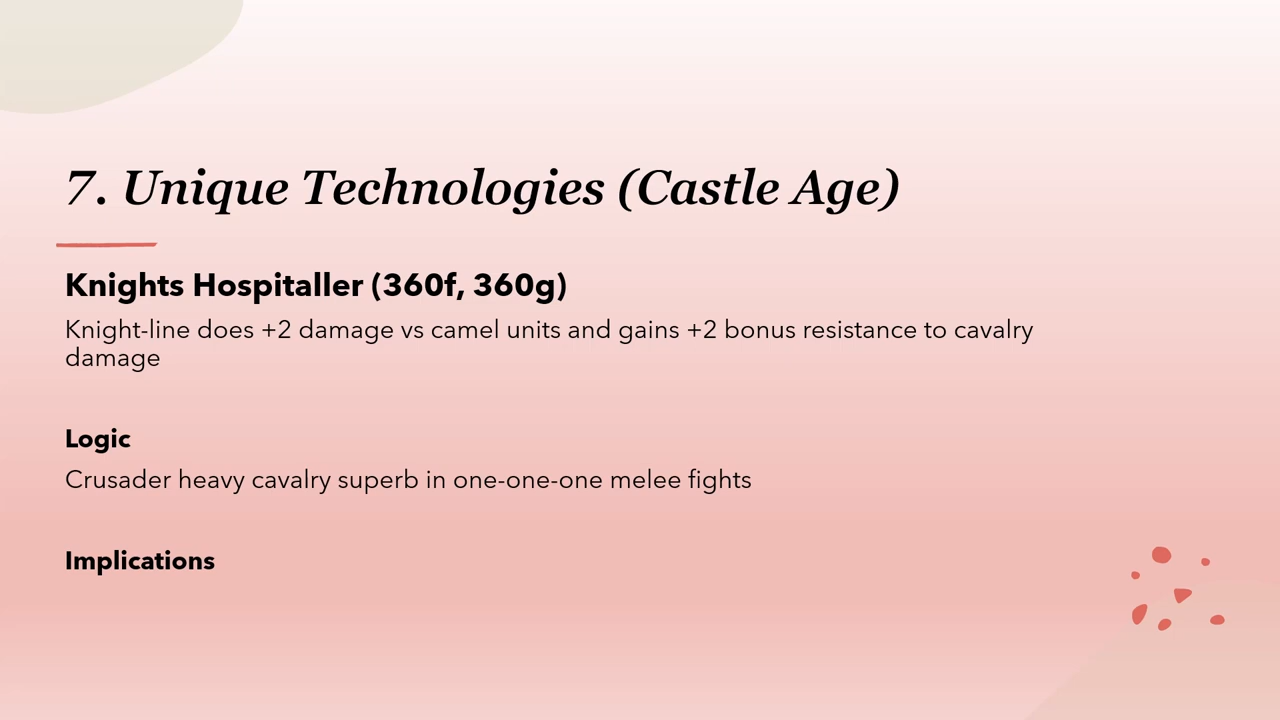 7. Unique Technologies (Castle Age)
Knights Hospitaller (360f, 360g)
Knight-line does +2 damage vs camel units and gains +2 bonus resistance to cavalry
damage
Logic
Crusader heavy cavalry superb in one-one-one melee fights
Implications